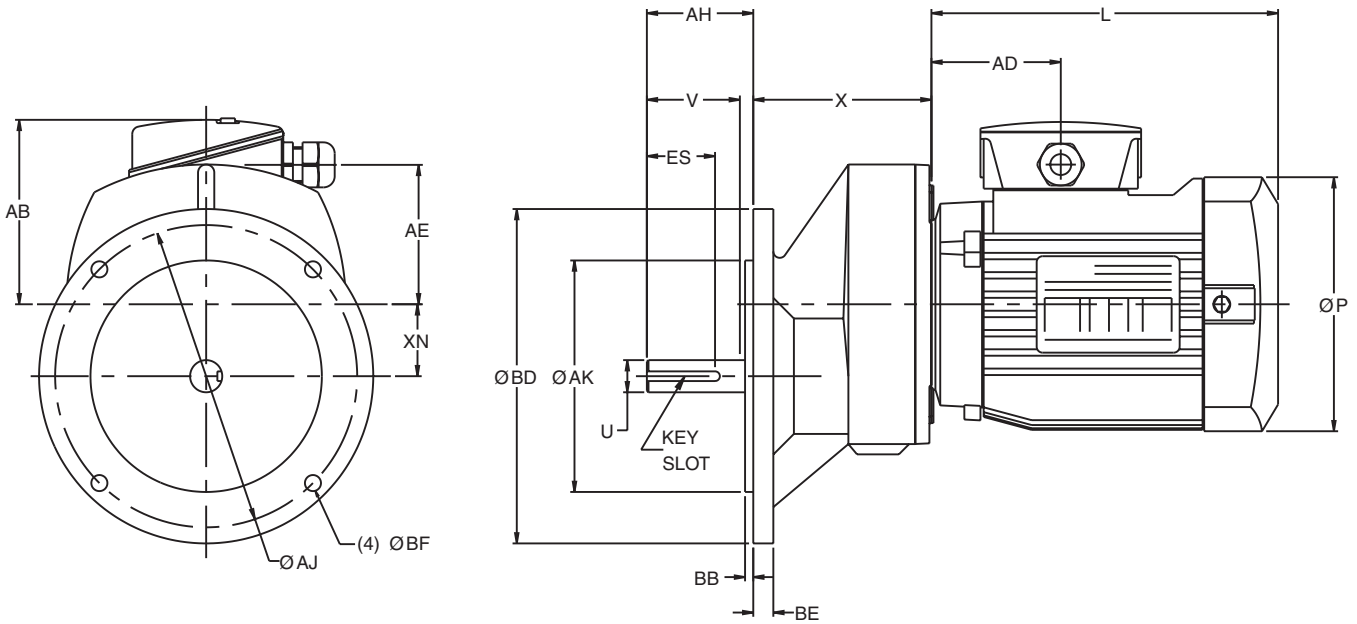 AH
L
AD
V
X
ES
AB
AE
XN
ØP
ØBD
ØAK
U
KEY
SLOT
(4) ØBF
ØAJ
BB
BE